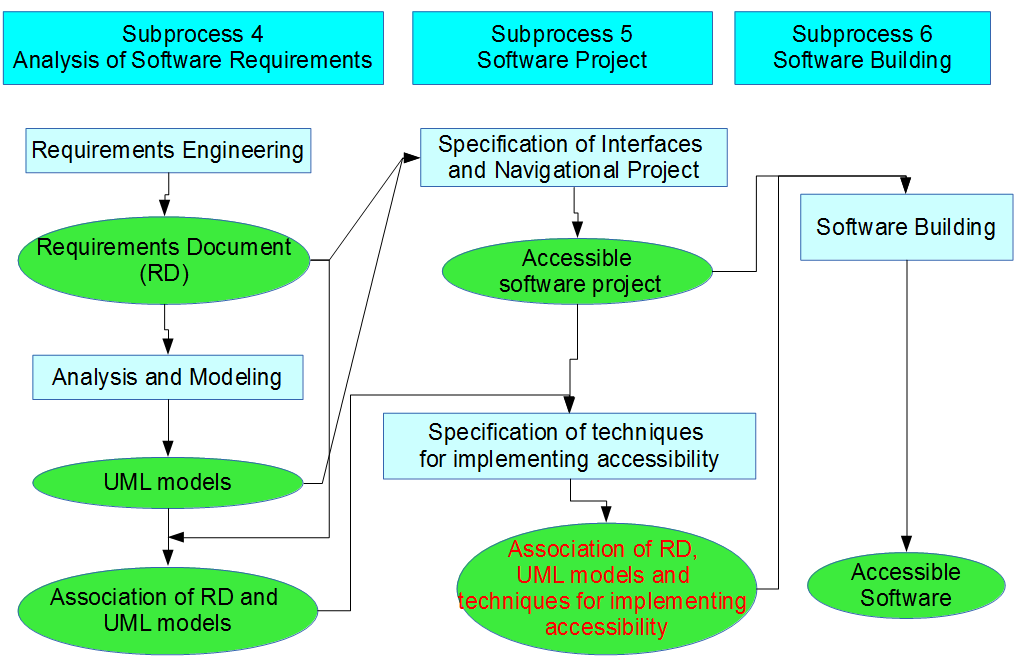 Subprocess 4
Analysis of Software Requirements
Subprocess 5
Software Project
Subprocess 6
Software Building
Requirements Engineering
Requirements Document
(RD)
Analysis and Modeling
UML models
Association of RD and
UML models
Specification of Interfaces
and Navigational Project
Accessible
software project
Specification of techniques
for implementing accessibility
Association of RD,
UML models and
techniques for implementing
accessibility
Software Building
Accessible
Software